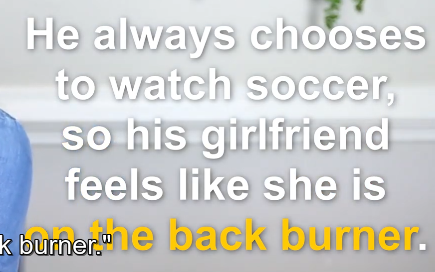 He always chooses
to watch soccer,
so his girlfriend
feels like she is
on the back burner.
k burner."